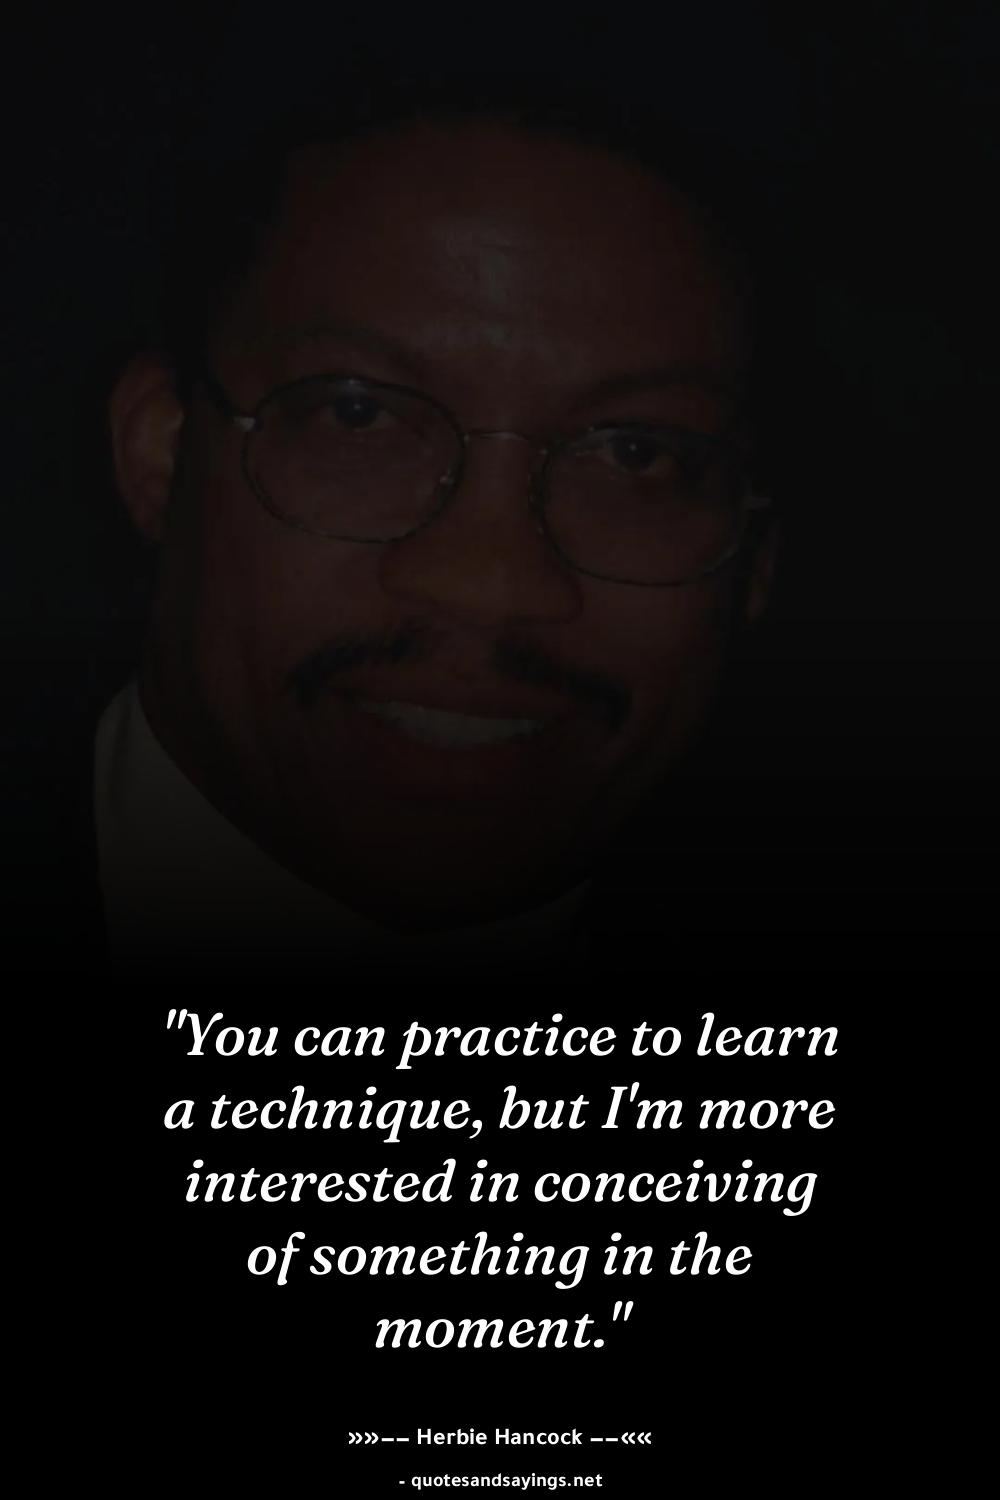 "You can practice to learn
a technique, but I'm more
interested in conceiving
of something in the
moment."
»»–– Herbie Hancock ––««
- quotesandsayings.net